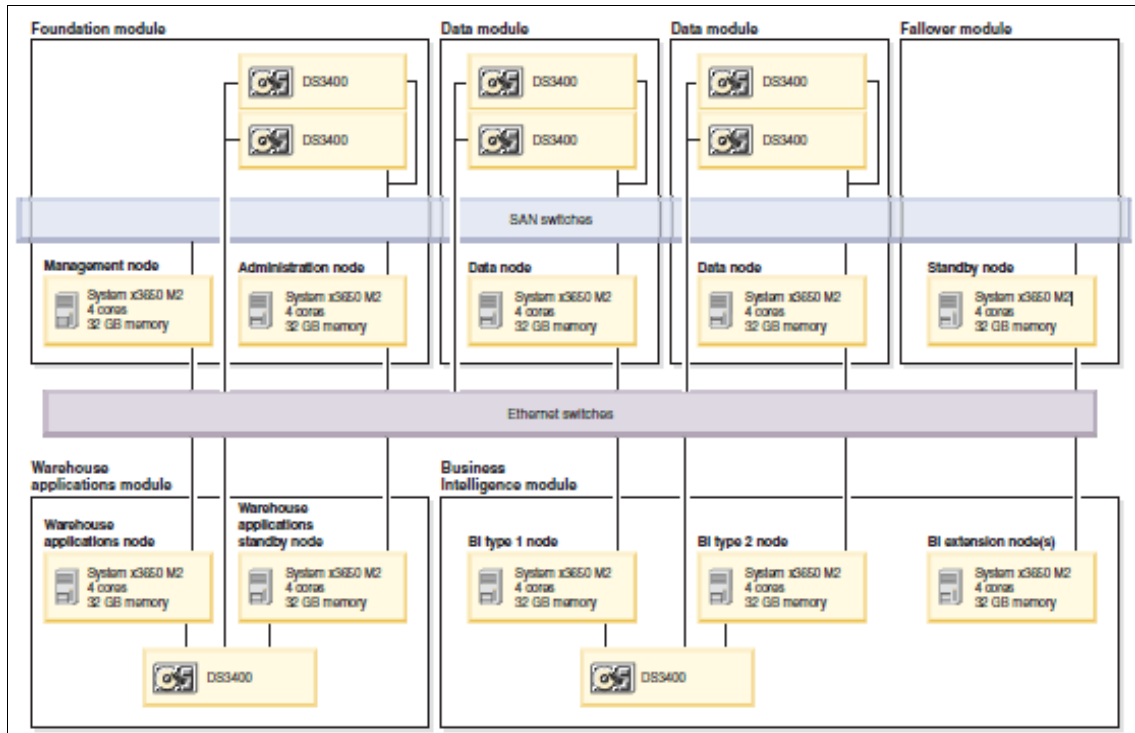 Foundation module
Data module
Data module
Failover module
DS3400
DS3400
DS3400
DS3400
DS3400
DS3400
SAN switches
Management node
System x3650 M2
4 cores
32 GB memory
Administration node
System x3650 M2
4 cores
32 GB memory
Data node
System x3650 M2
4 cores
32 GB memory
Data node
System x3650 M2
4 cores
32 GB memory
Standby node
System x3650 M2
4 cores
32 GB memory
Ethernet switches
Warehouse
applications module
Business
Intelligence module
Warehouse
applications node
System x3650 M2
4 cores
32 GB memory
Warehouse
applications
standby node
System x3650 M2
4 cores
32 GB memory
BI type 1 node
System x3650 M2
4 cores
32 GB memory
BI type 2 node
System x3650 M2
4 cores
32 GB memory
BI extension node(s)
System x3650 M2
4 cores
32 GB memory
DS3400
DS3400